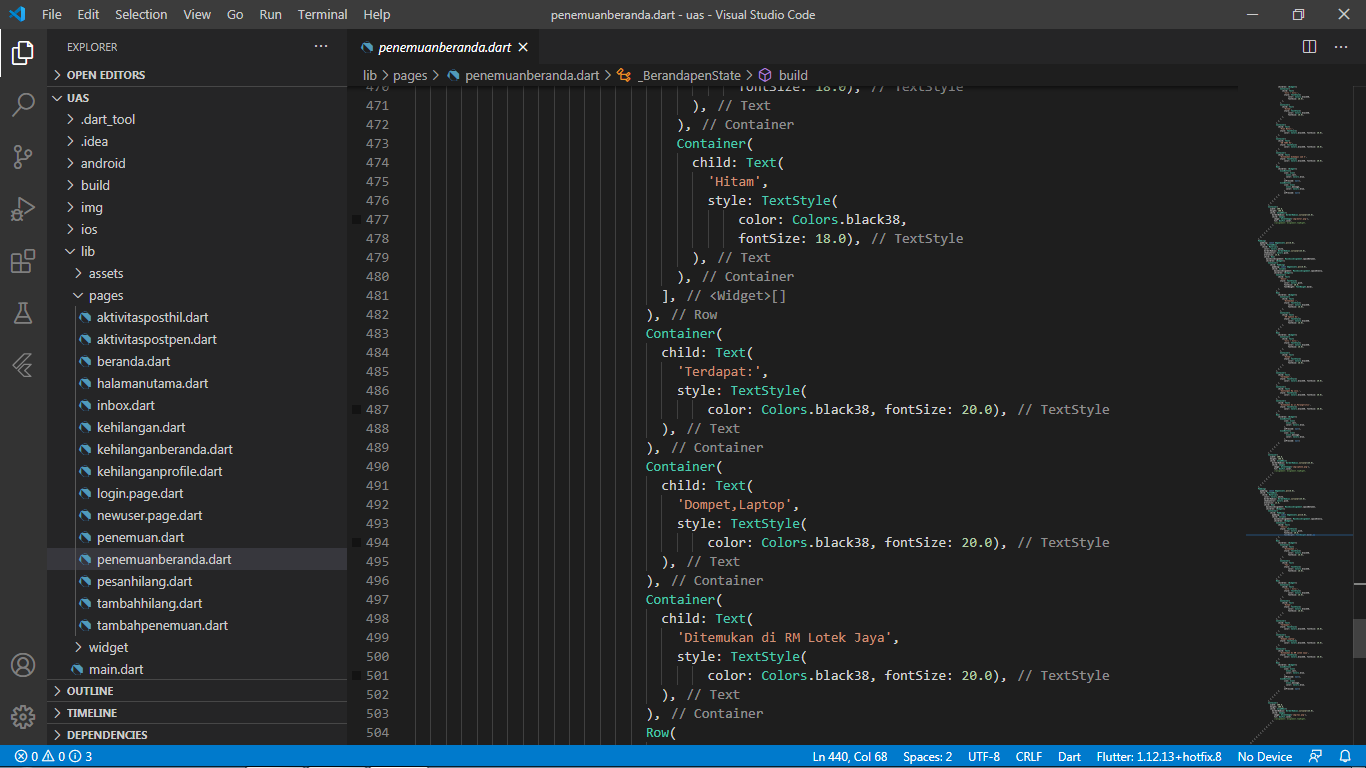 File Edit Selection View Go Run Terminal Help
penemuanberanda.dart - uas - Visual Studio Code
EXPLORER
OPEN EDITORS
UAS
.dart_tool
.idea
android
build
img
ios
lib
assets
pages
aktivitasposthil.dart
aktivitaspostpen.dart
beranda.dart
halamanutama.dart
inbox.dart
kehilangan.dart
kehilanganberanda.dart
kehilanganprofile.dart
login.page.dart
newuser.page.dart
penemuan.dart
penemuanberanda.dart
pesanhilang.dart
tambahhilang.dart
tambahpenemuan.dart
widget
main.dart
OUTLINE
TIMELINE
DEPENDENCIES
penemuanberanda.dart
lib > pages > penemuanberanda.dart > _BerandapenState > build
470 fontSize: 18.0), // TextStyle
471 ), // Text
472 ), // Container
473 Container(
474 child: Text(
475 'Hitam',
476 style: TextStyle(
477 color: Colors.black38,
478 fontSize: 18.0), // TextStyle
479 ), // Text
480 ), // Container
481 ], // <Widget>[]
482 ), // Row
483 Container(
484 child: Text(
485 'Terdapat:',
486 style: TextStyle(
487 color: Colors.black38, fontSize: 20.0), // TextStyle
488 ), // Text
489 ), // Container
490 Container(
491 child: Text(
492 'Dompet,Laptop',
493 style: TextStyle(
494 color: Colors.black38, fontSize: 20.0), // TextStyle
495 ), // Text
496 ), // Container
497 Container(
498 child: Text(
499 'Ditemukan di RM Lotek Jaya',
500 style: TextStyle(
501 color: Colors.black38, fontSize: 20.0), // TextStyle
502 ), // Text
503 ), // Container
504 Row(
0 0 3
Ln 440, Col 68 Spaces: 2 UTF-8 CRLF Dart Flutter: 1.12.13+hotfix.8 No Device